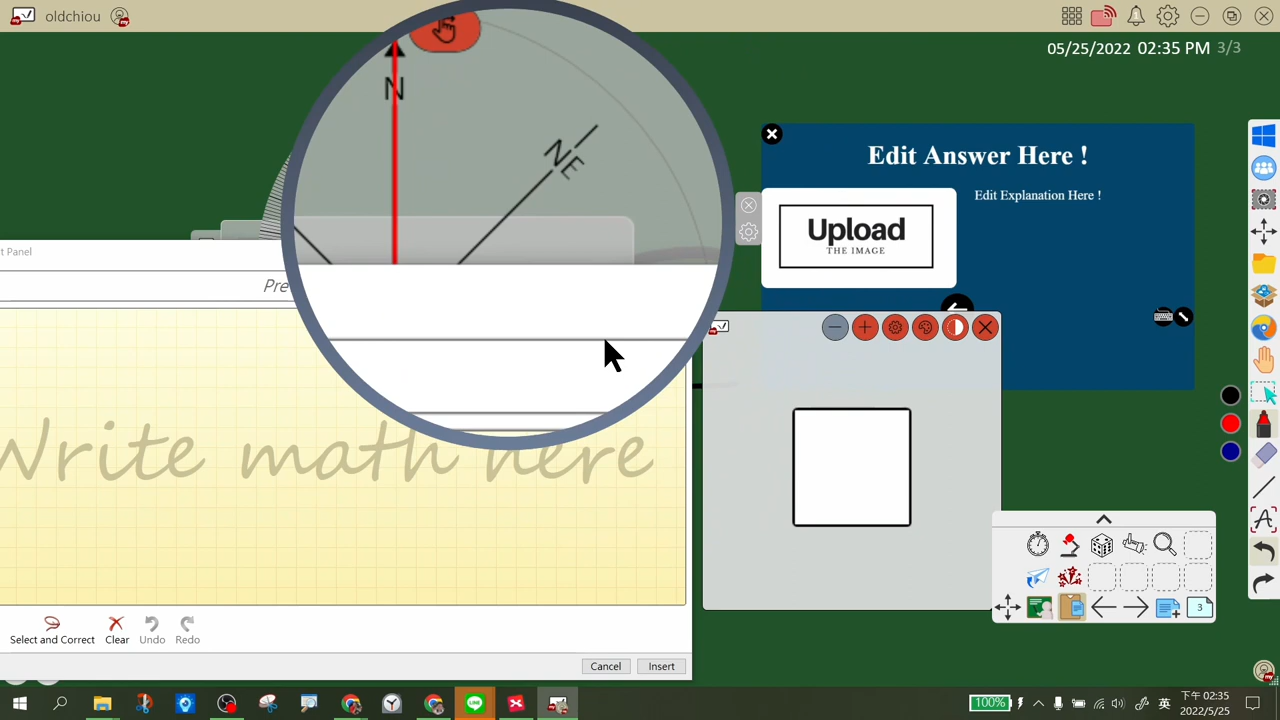 oldchiou
05/25/2022 02:35 PM 3/3
N
NE
Edit Answer Here !
Edit Explanation Here !
Upload
THE IMAGE
t Panel
Pre
Write math here
Select and Correct
Clear
Undo
Redo
Cancel
Insert
3
LINE
100%
英
下午 02:35
2022/5/25